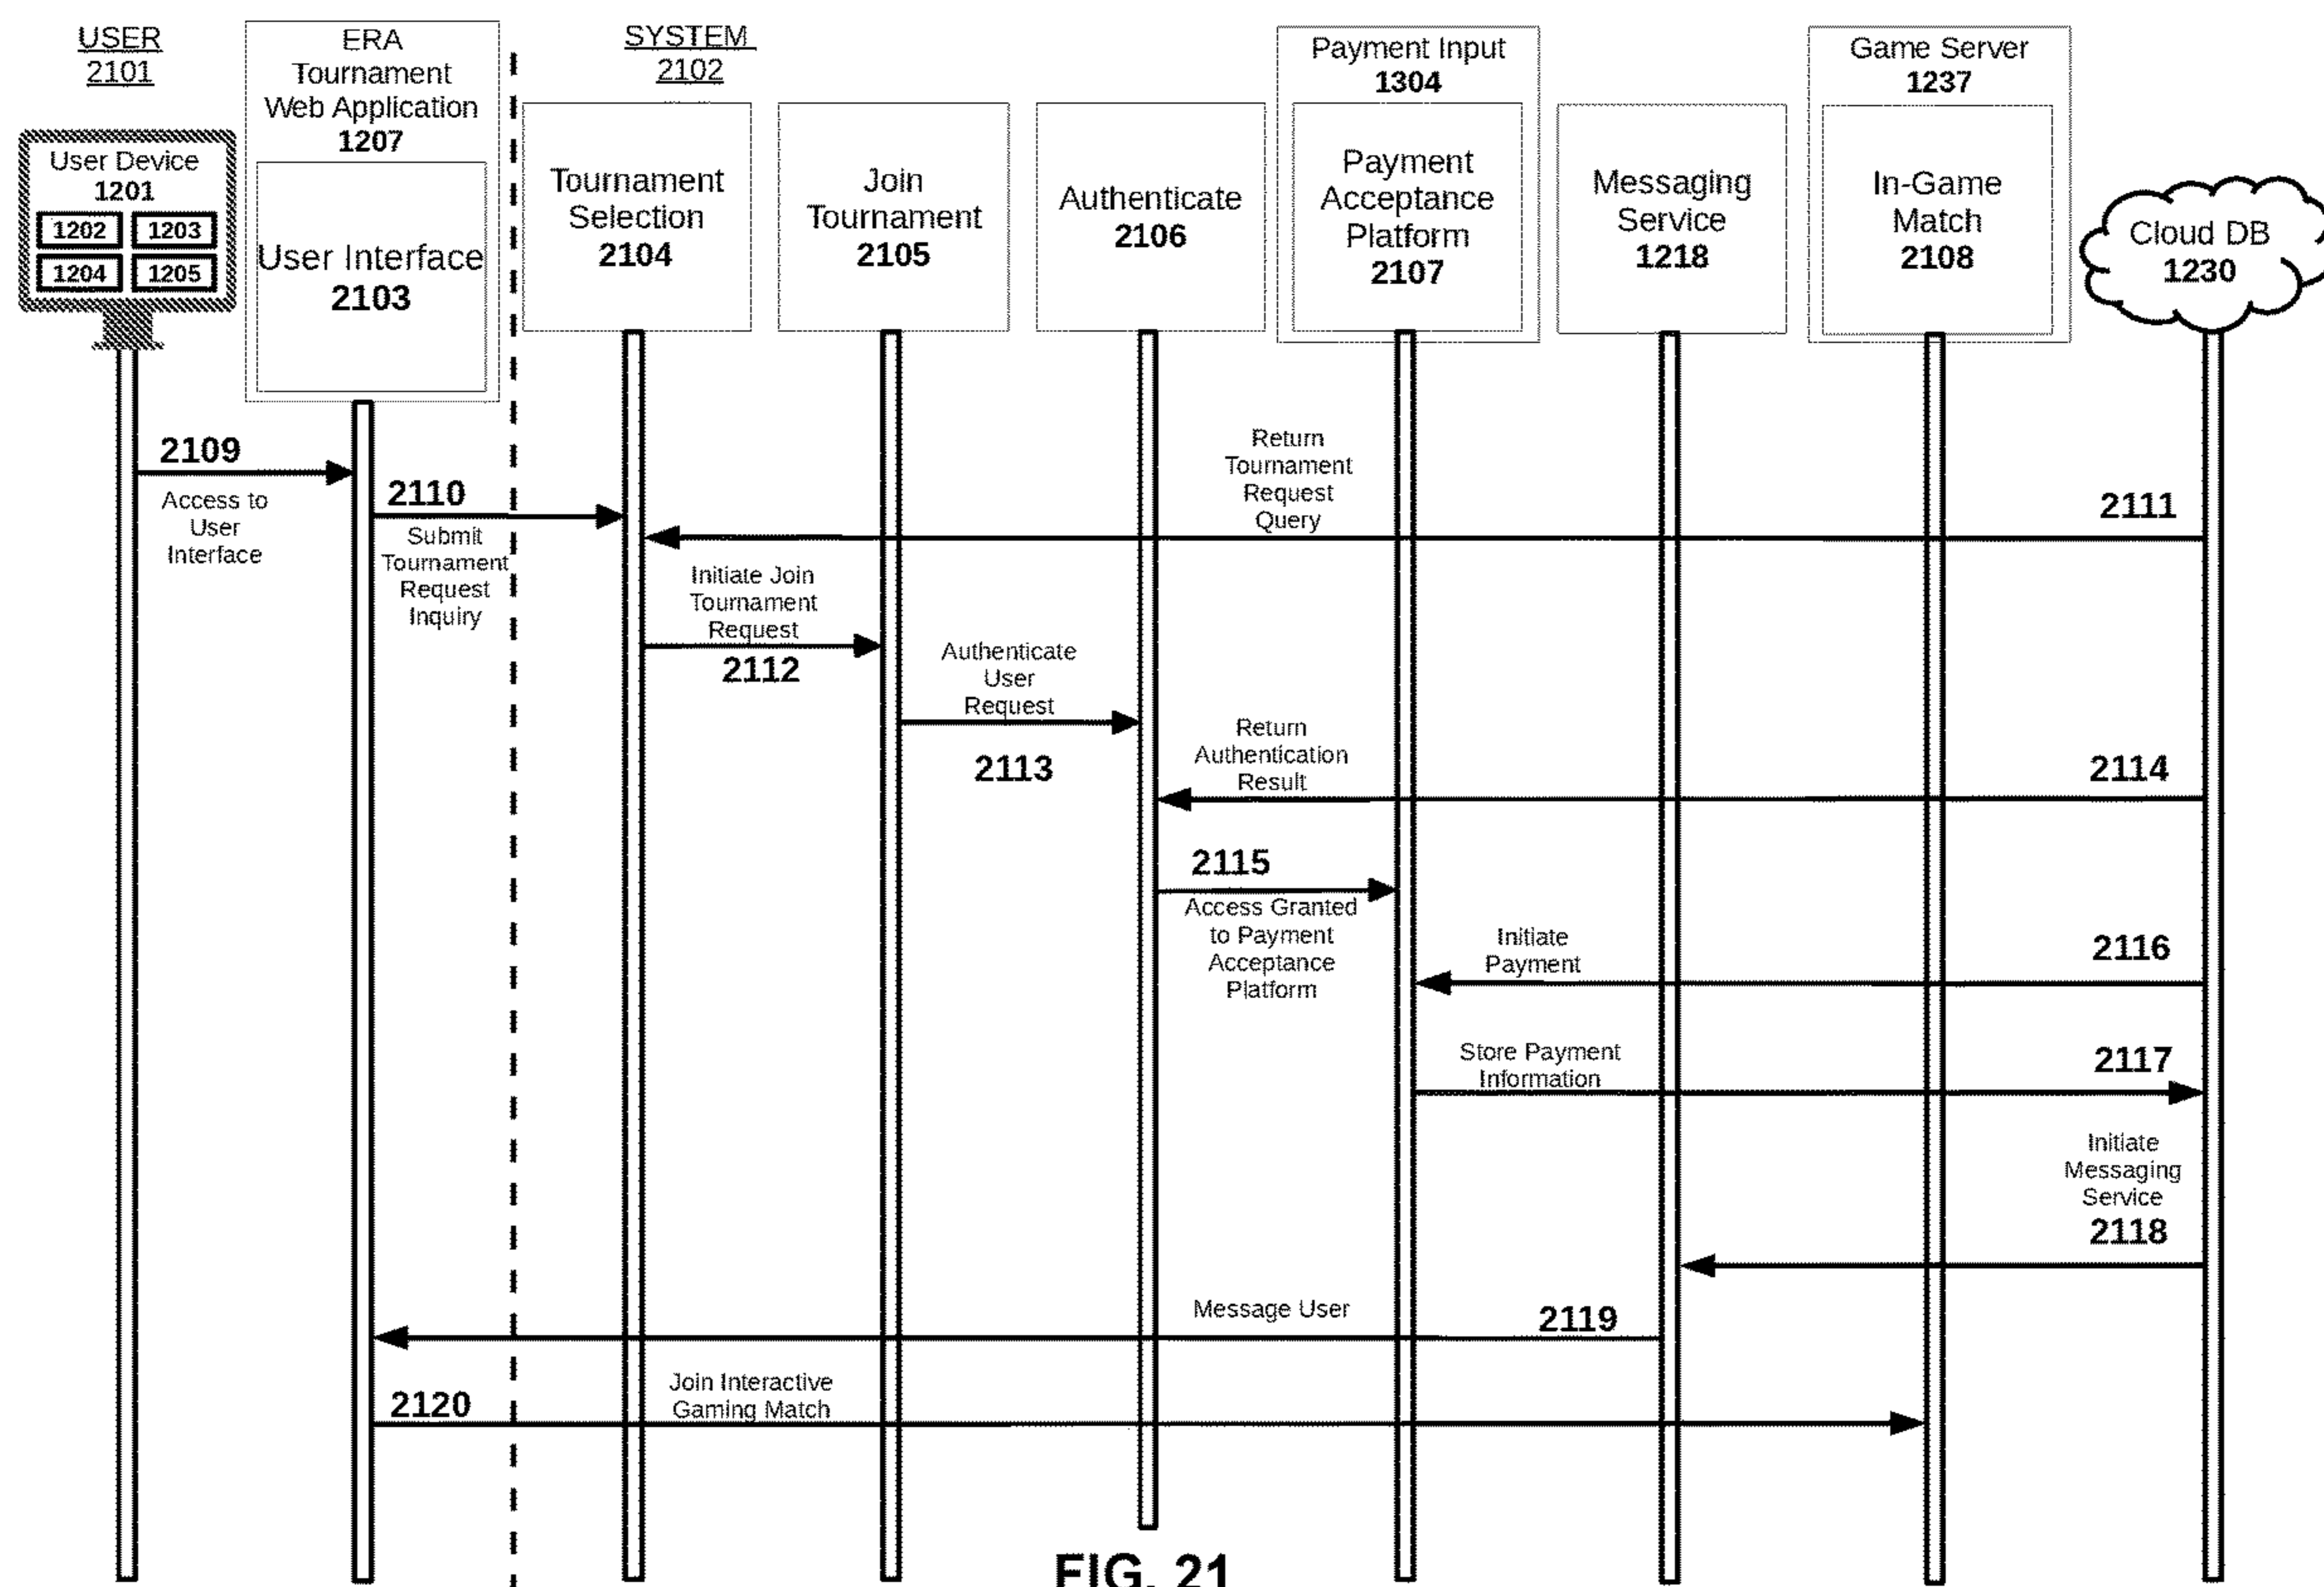 USER
2101
User Device
1201
1202 1203
1204 1205
ERA
Tournament
Web Application
1207
User Interface
2103
SYSTEM
2102
Tournament
Selection
2104
Join
Tournament
2105
Authenticate
2106
Payment Input
1304
Payment
Acceptance
Platform
2107
Messaging
Service
1218
Game Server
1237
In-Game
Match
2108
Cloud DB
1230
2109
Access to
User
Interface
2110
Submit
Tournament
Request
Inquiry
Return
Tournament
Request
Query
2111
Initiate Join
Tournament
Request
2112
Authenticate
User
Request
2113
Return
Authentication
Result
2114
2115
Access Granted
to Payment
Acceptance
Platform
Initiate
Payment
2116
Store Payment
Information
2117
Initiate
Messaging
Service
2118
Message User
2119
2120
Join Interactive
Gaming Match
FIG. 21